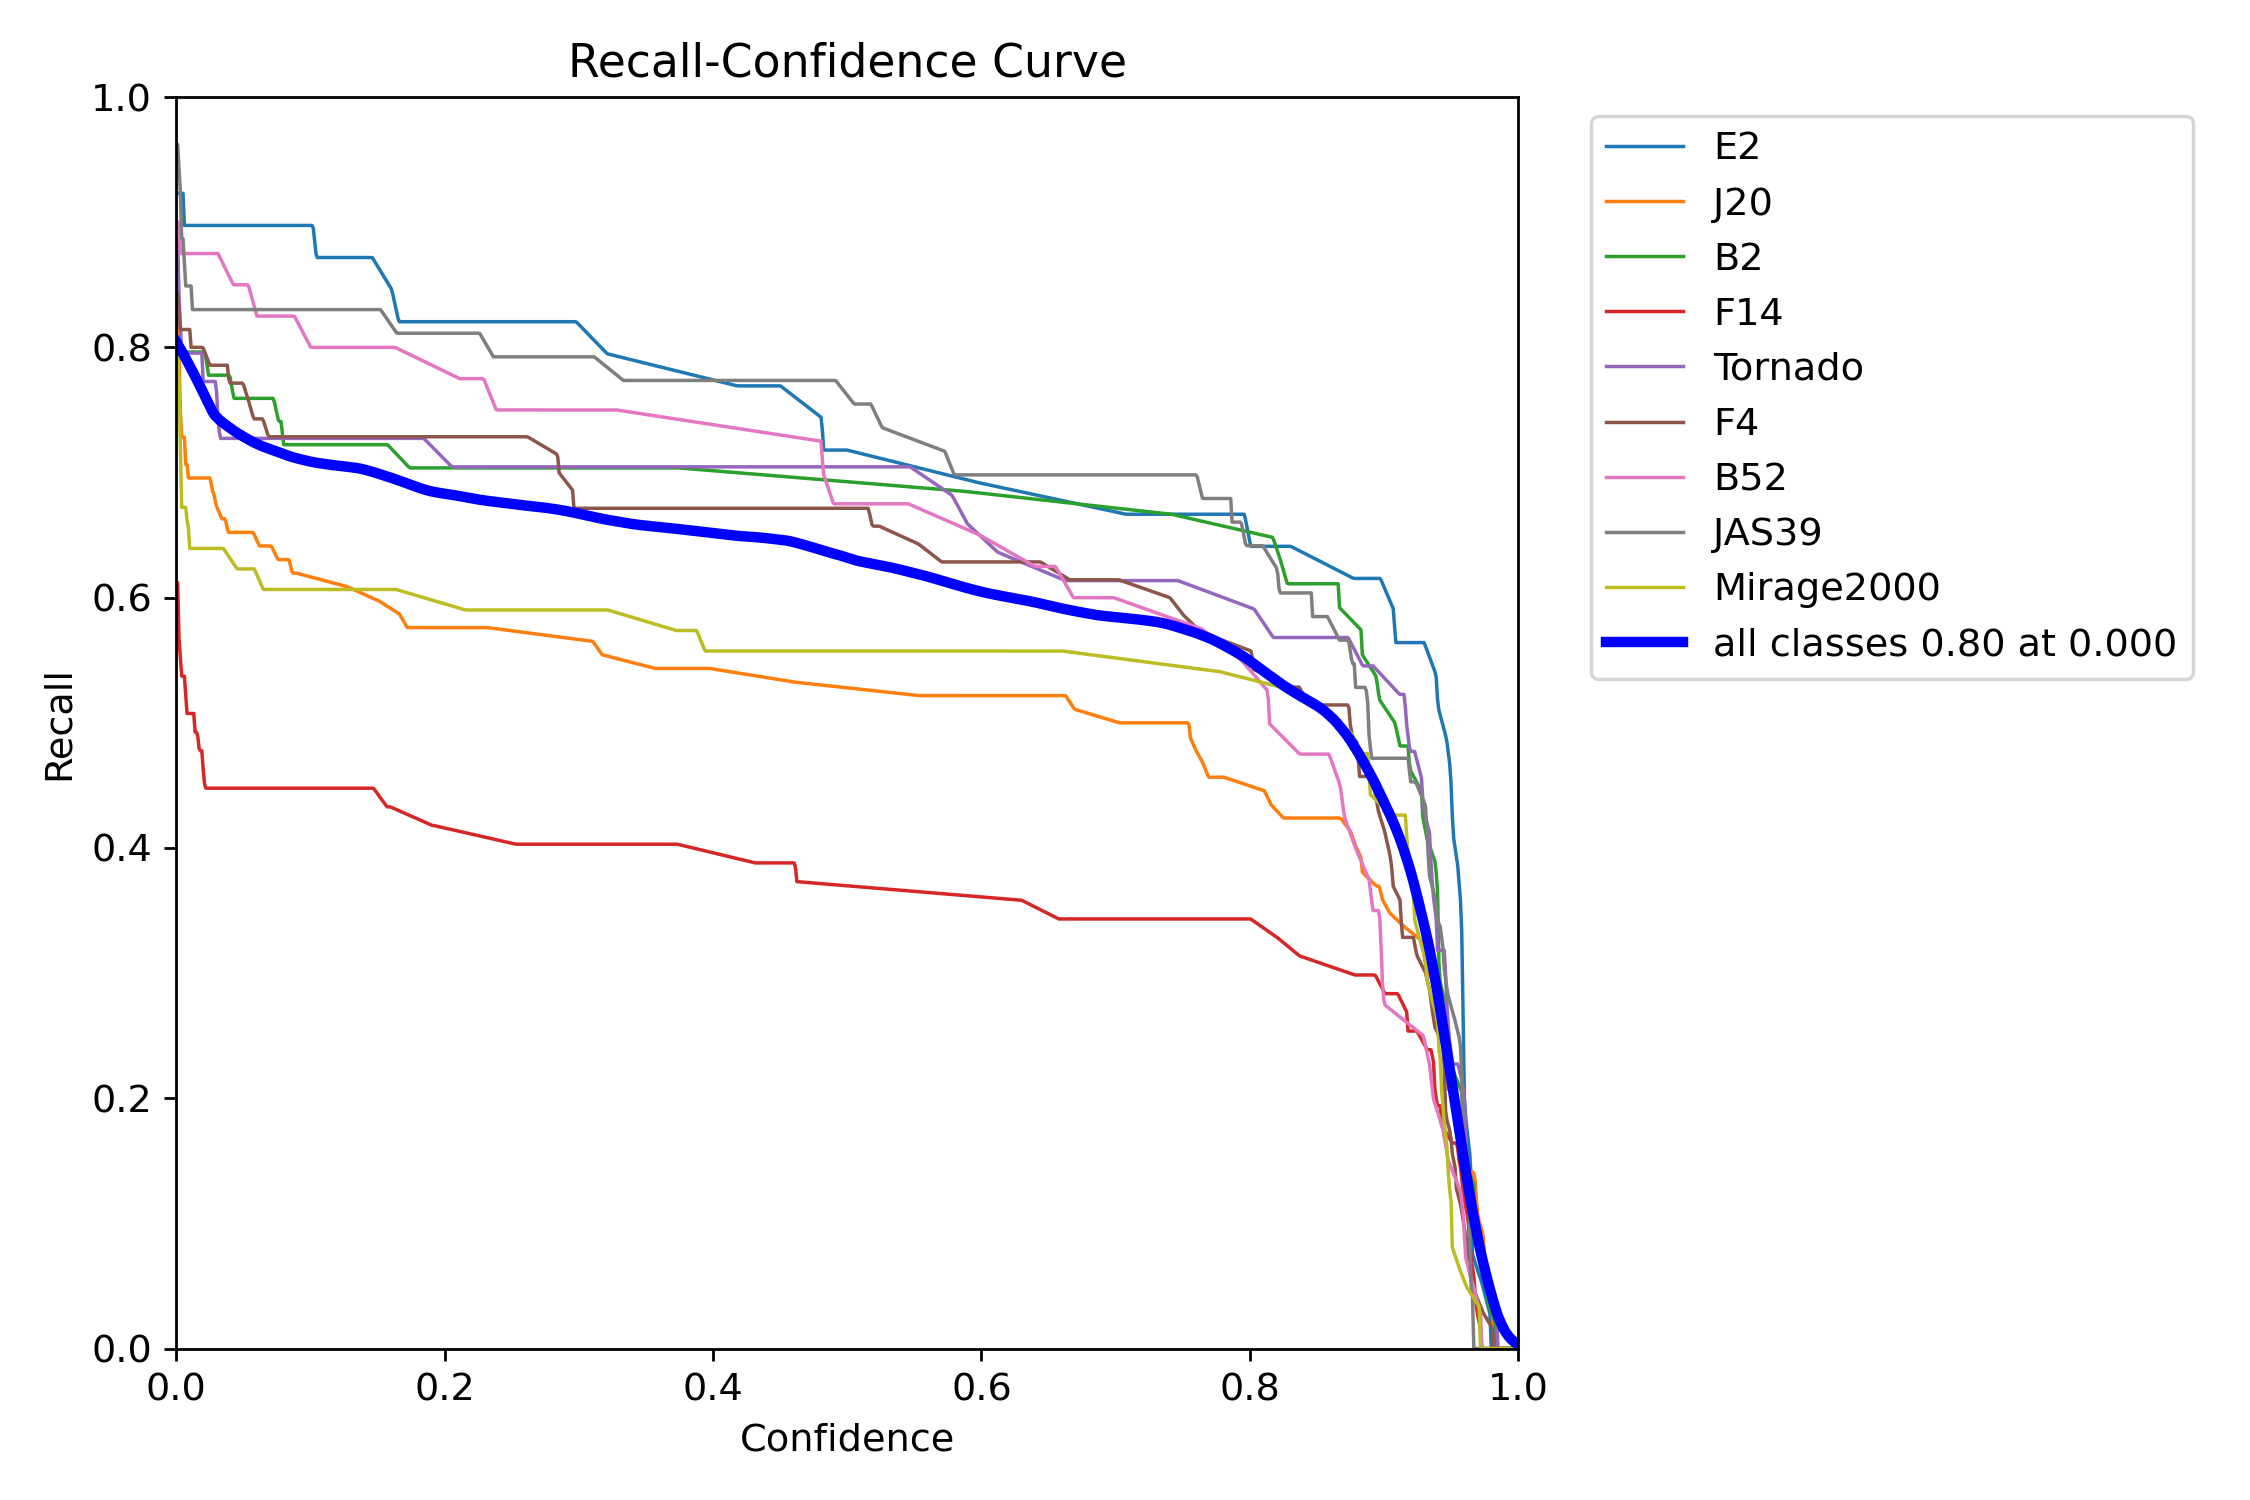 Recall-Confidence Curve
1.0
0.8
0.6
0.4
0.2
0.0
Recall
0.0 0.2 0.4 0.6 0.8 1.0
Confidence
E2
J20
B2
F14
Tornado
F4
B52
JAS39
Mirage2000
all classes 0.80 at 0.000